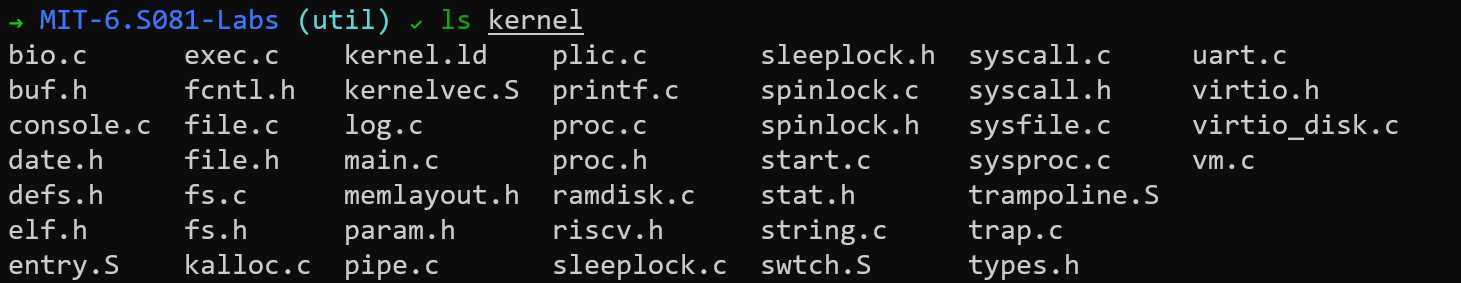 → MIT-6.S081-Labs (util) ✓ ls kernel
bio.c exec.c kernel.ld plic.c sleeplock.h syscall.c uart.c
buf.h fcntl.h kernelvec.S printf.c spinlock.c syscall.h virtio.h
console.c file.c log.c proc.c spinlock.h sysfile.c virtio_disk.c
date.h file.h main.c proc.h start.c sysproc.c vm.c
defs.h fs.c memlayout.h ramdisk.c stat.h trampoline.S
elf.h fs.h param.h riscv.h string.c trap.c
entry.S kalloc.c pipe.c sleeplock.c swtch.S types.h